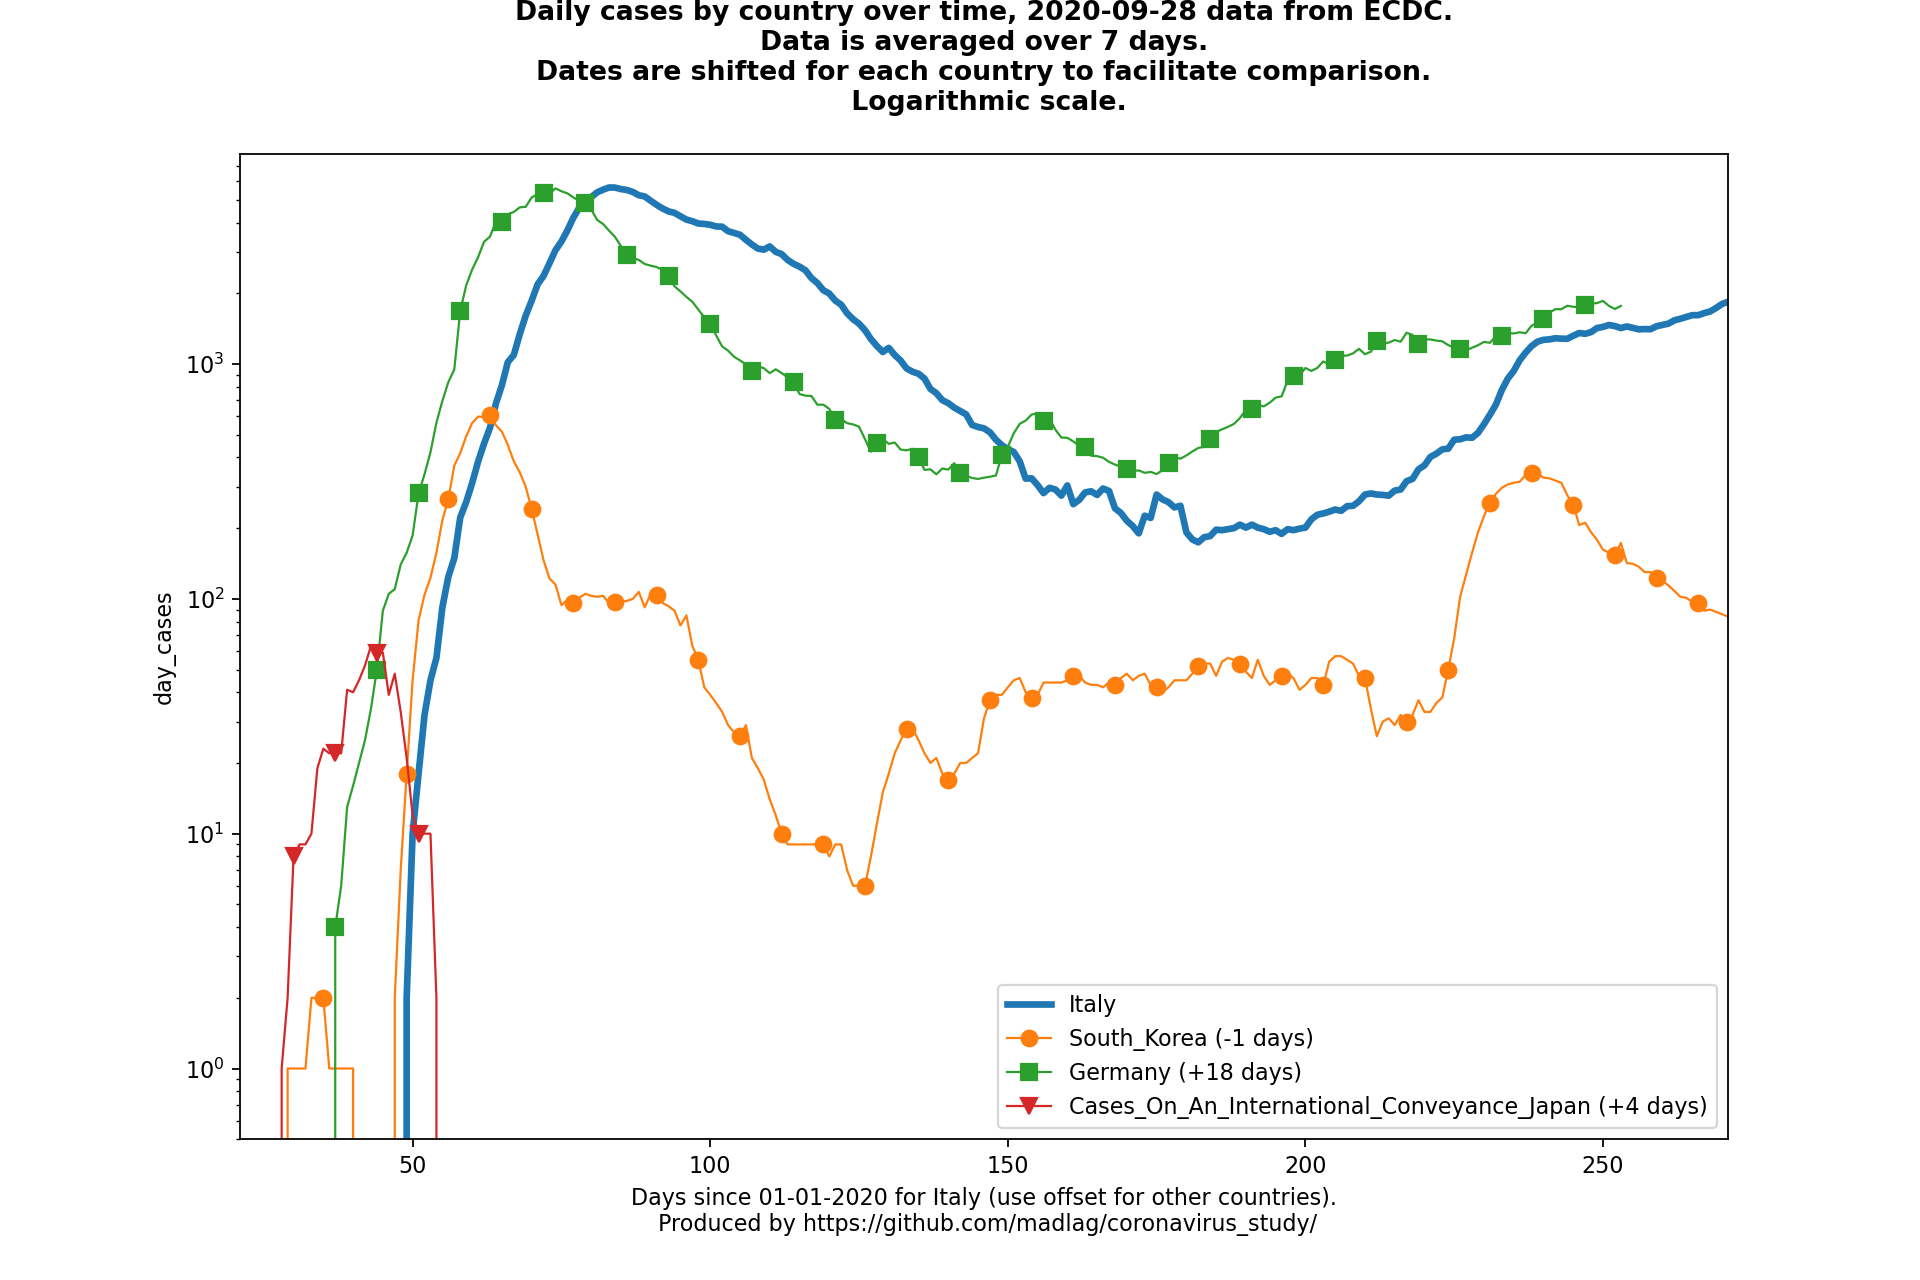 Daily cases by country over time, 2020-09-28 data from ECDC.
Data is averaged over 7 days.
Dates are shifted for each country to facilitate comparison.
Logarithmic scale.
day_cases
10³
10²
10¹
10⁰
Italy
South_Korea (-1 days)
Germany (+18 days)
Cases_On_An_International_Conveyance_Japan (+4 days)
50 100 150 200 250
Days since 01-01-2020 for Italy (use offset for other countries).
Produced by https://github.com/madlag/coronavirus_study/